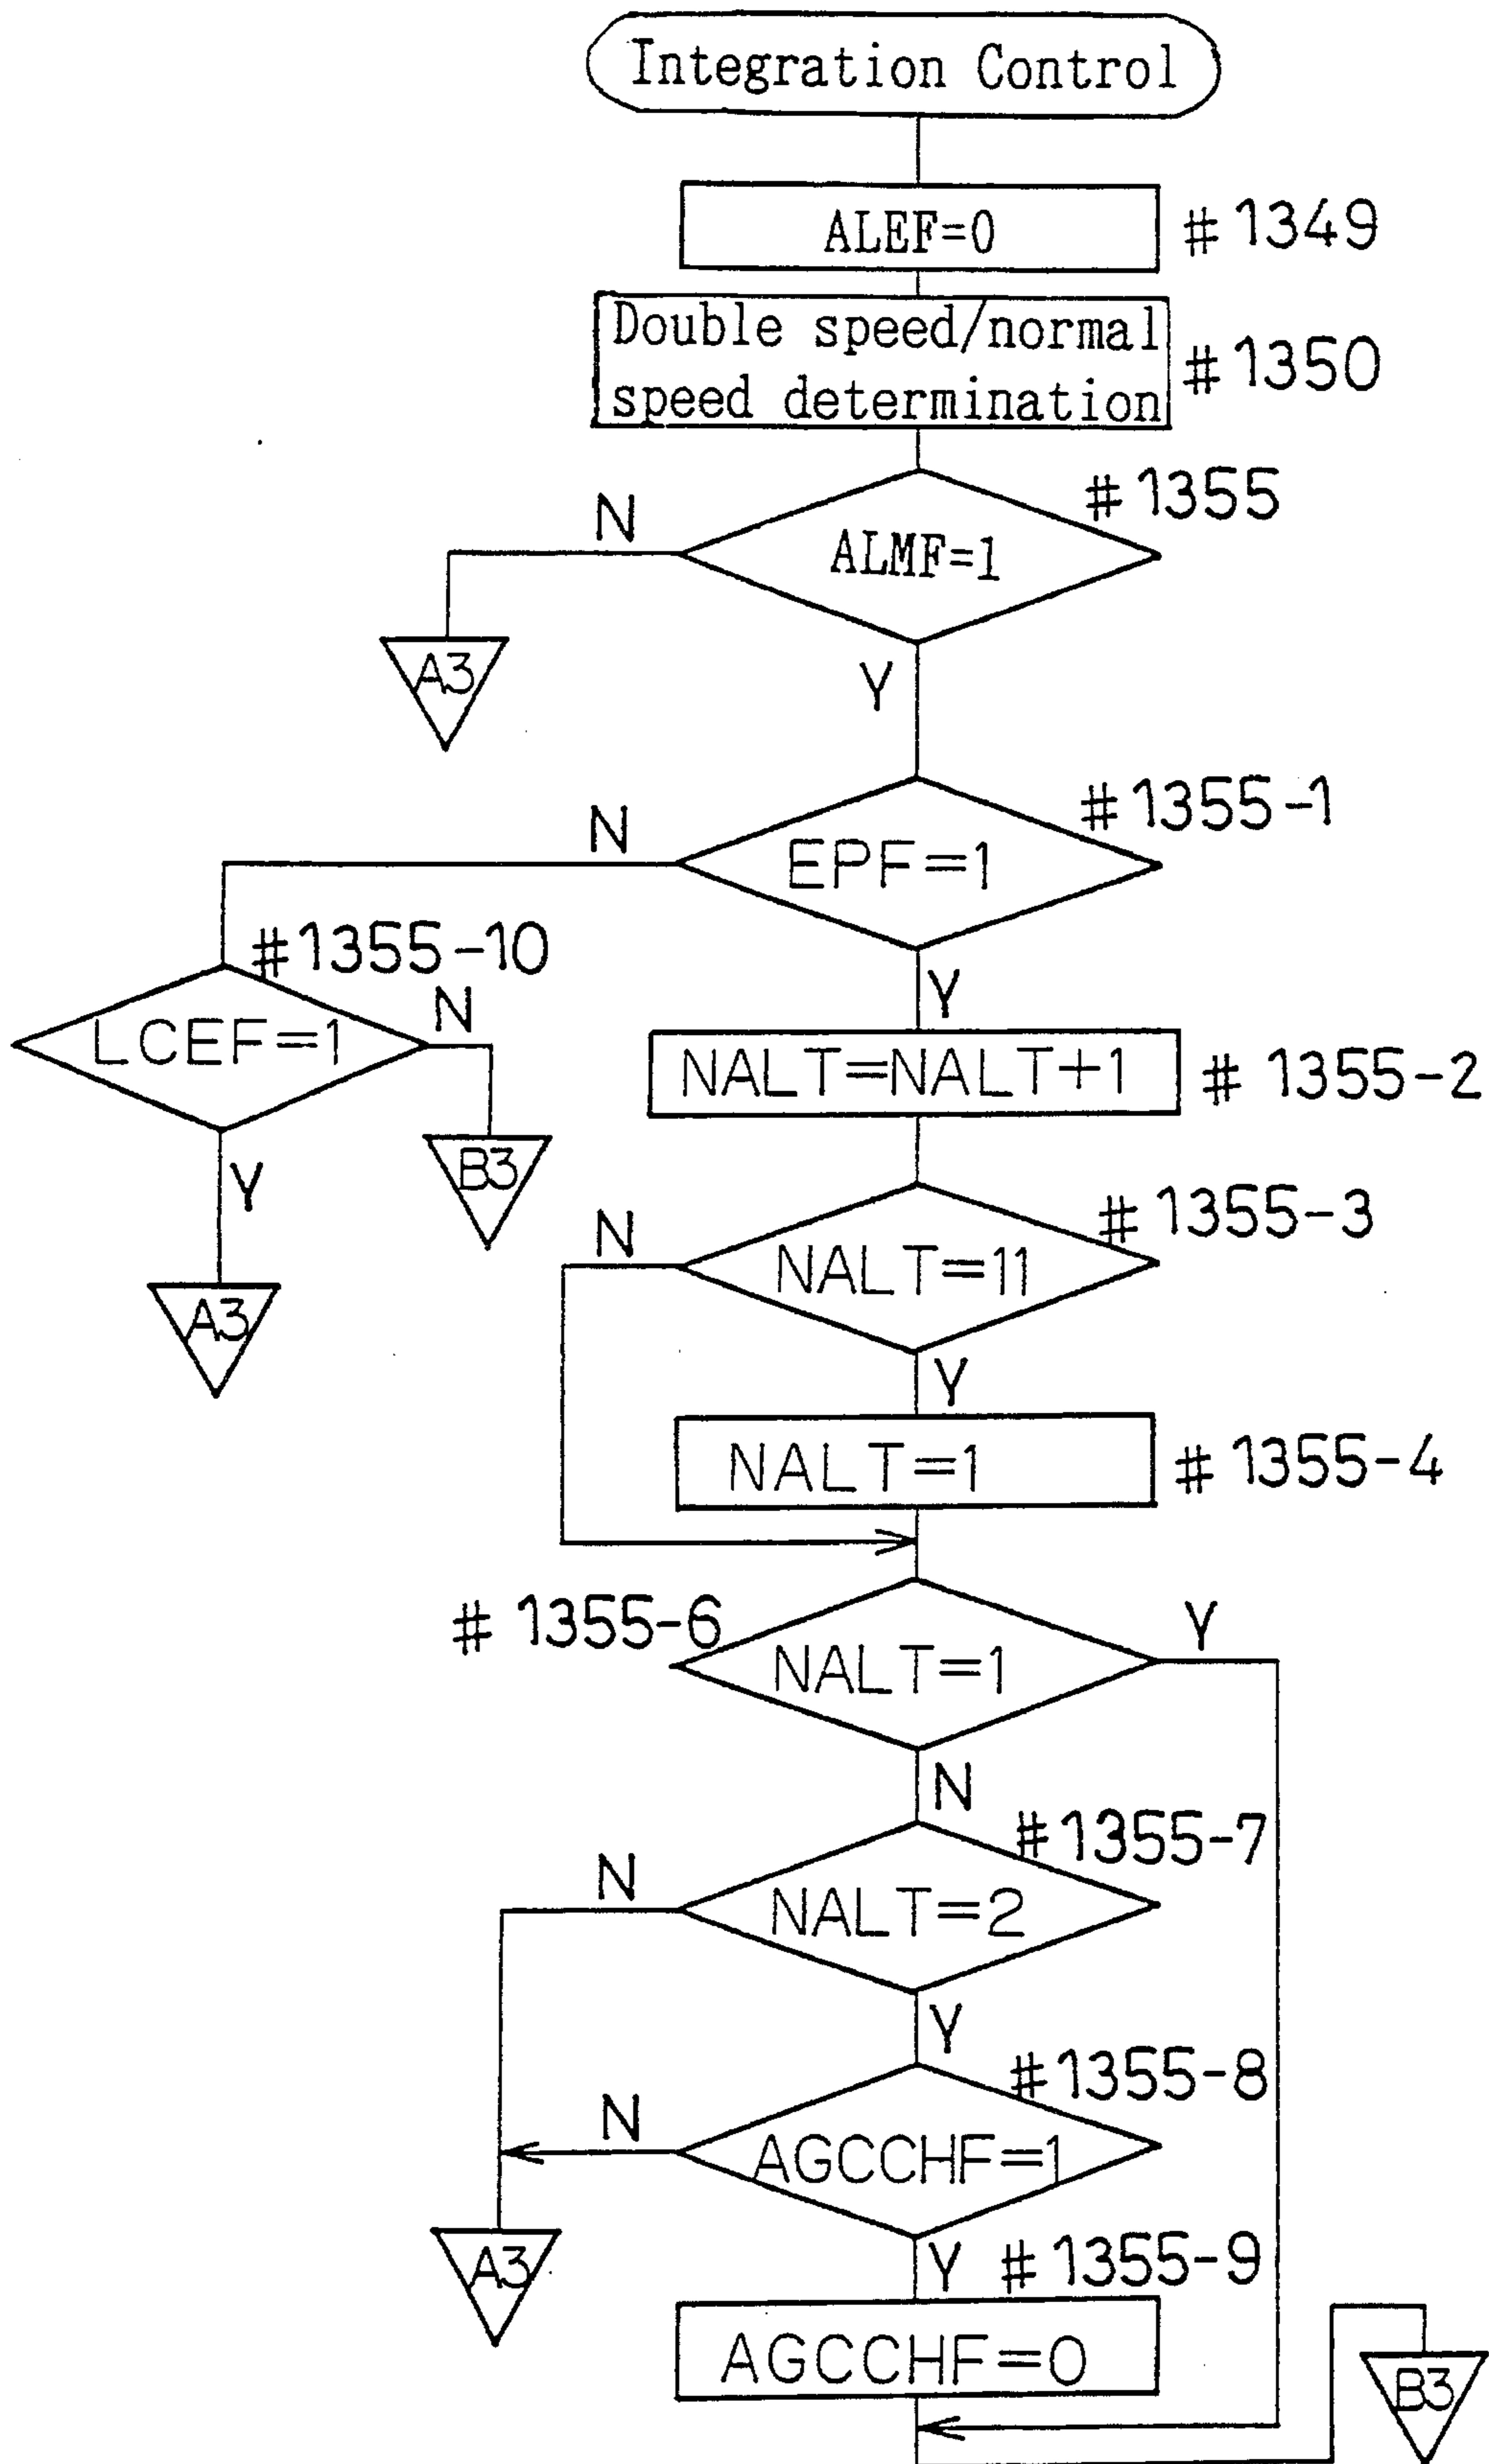 Integration Control
ALEF=0
# 1349
Double speed/normal
speed determination
# 1350
# 1355
N
ALMF=1
A3
Y
# 1355-1
N
EPF=1
# 1355-10
N
LCEF=1
Y
NALT=NALT+1
# 1355-2
B3
Y
# 1355-3
N
NALT=11
A3
Y
NALT=1
# 1355-4
# 1355-6
Y
NALT=1
N
# 1355-7
N
NALT=2
Y
# 1355-8
N
AGCCHF=1
Y
# 1355-9
A3
AGCCHF=0
B3